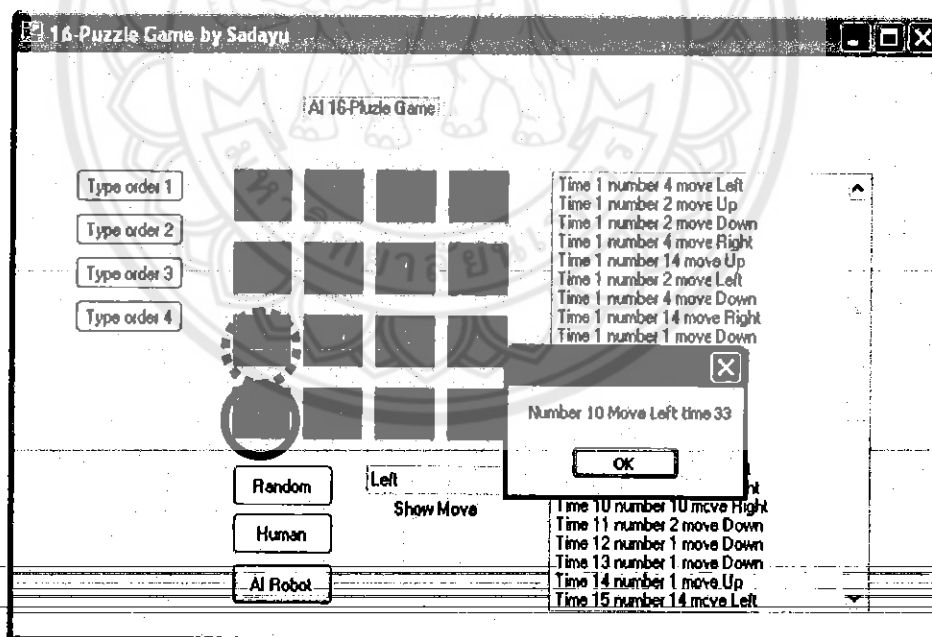 16-Puzzle Game by Sadayu
AI 16-Pluzle Game
Type order 1
Type order 2
Type order 3
Type order 4
Time 1 number 4 move Left
Time 1 number 2 move Up
Time 1 number 2 move Down
Time 1 number 4 move Right
Time 1 number 14 move Up
Time 1 number 2 move Left
Time 1 number 4 move Down
Time 1 number 14 move Right
Time 1 number 1 move Down
Number 10 Move Left time 33
OK
Random
Human
AI Robot
Left
Show Move
Time 10 number 10 move Right
Time 11 number 2 move Down
Time 12 number 1 move Down
Time 13 number 1 move Down
Time 14 number 1 move Up
Time 15 number 14 move Left